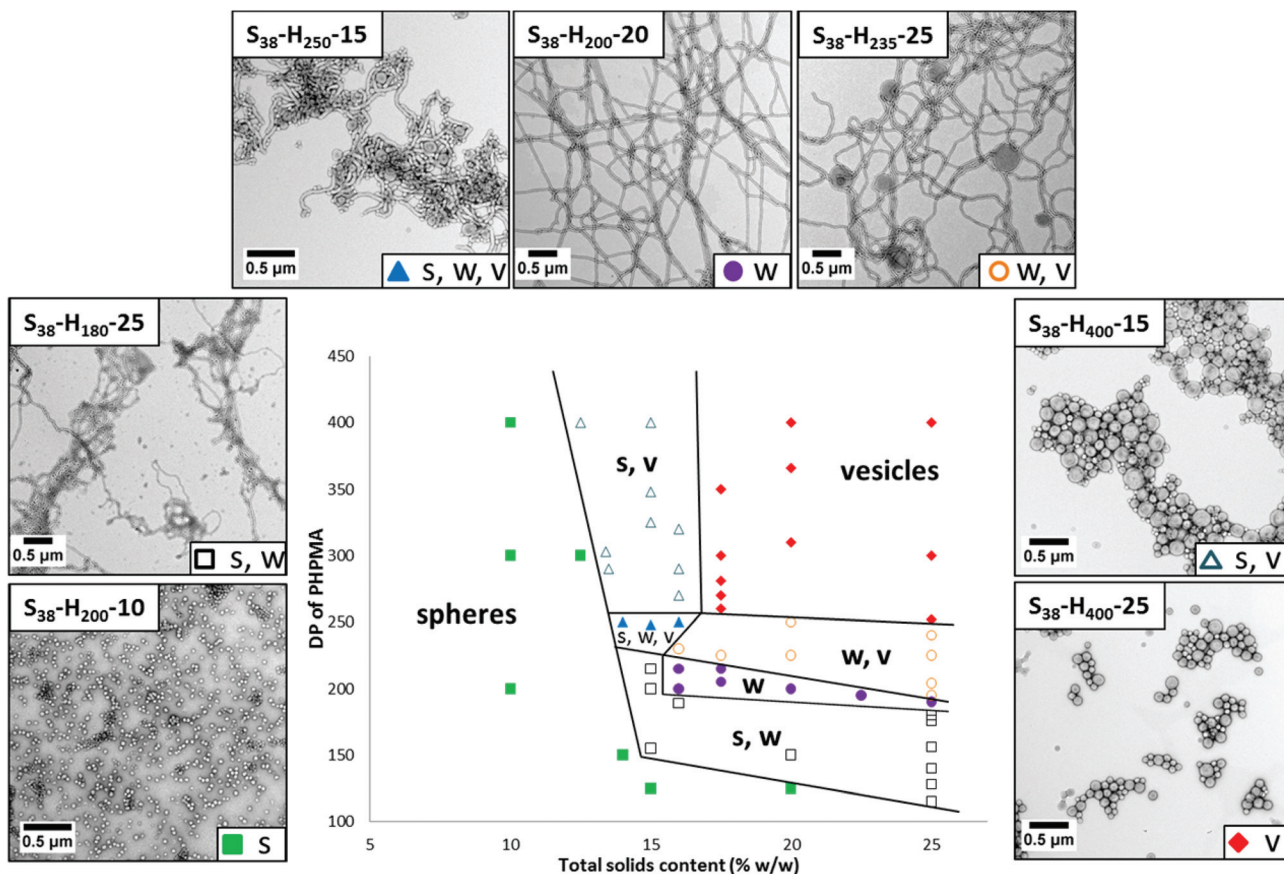 S38-H250-15
0.5 µm
S, W, V
S38-H200-20
0.5 µm
W
S38-H235-25
0.5 µm
W, V
S38-H180-25
0.5 µm
S, W
S38-H200-10
0.5 µm
S
DP of PHPMA
450
400
350
300
250
200
150
100
5
10
15
20
25
Total solids content (% w/w)
spheres
s, v
vesicles
s, w, v
w, v
w
s, w
S38-H400-15
0.5 µm
S, V
S38-H400-25
0.5 µm
V